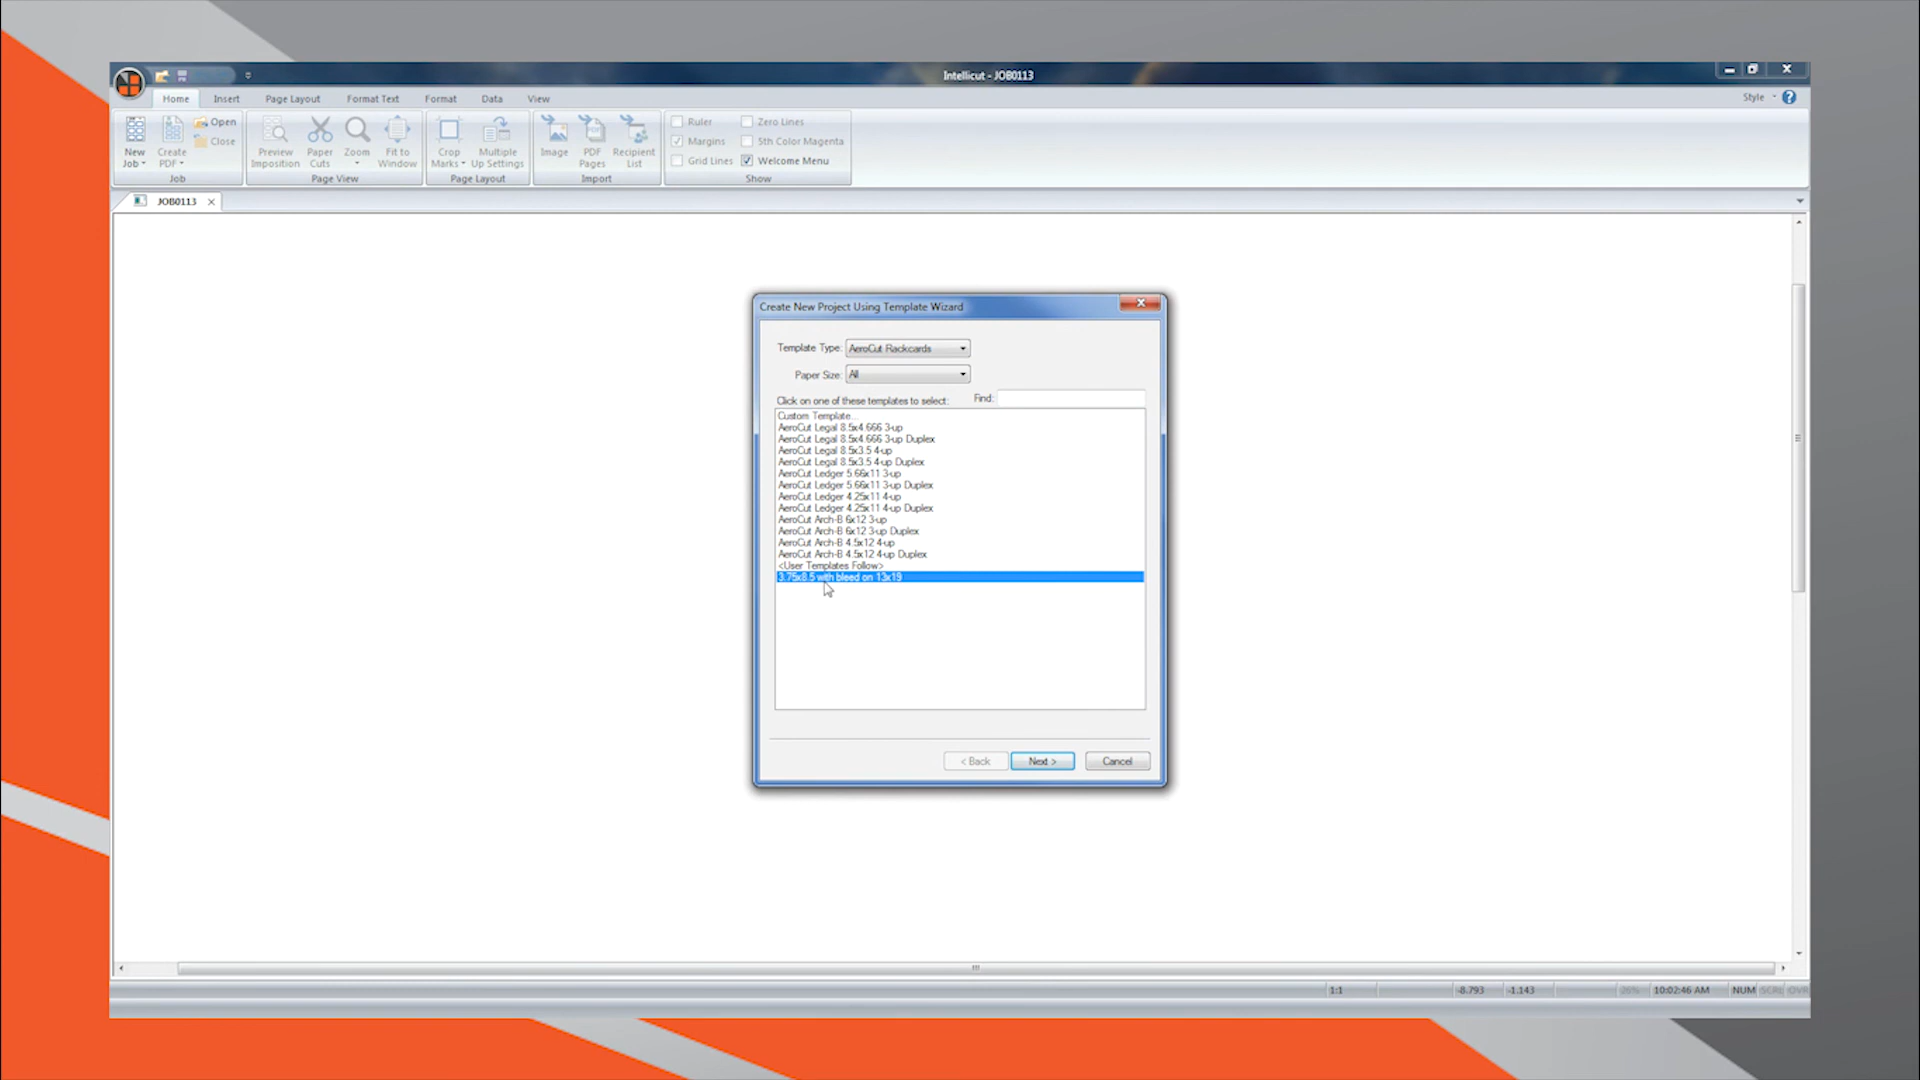 Intellicut - JOB0113
Home Insert Page Layout Format Text Format Data View
Style
New Job
Create PDF
Open
Close
Preview Imposition
Paper Cuts
Zoom
Fit to Window
Crop Marks
Multiple Up Settings
Image
PDF Pages
Recipient List
Ruler
Margins
Grid Lines
Zero Lines
5th Color Magenta
Welcome Menu
Job
Page View
Page Layout
Import
Show
JOB0113
Create New Project Using Template Wizard
Template Type: AeroCut Rackcards
Paper Size: All
Click on one of these templates to select: Find:
Custom Template...
AeroCut Legal 8.5x4.666 3-up
AeroCut Legal 8.5x4.666 3-up Duplex
AeroCut Legal 8.5x3.5 4-up
AeroCut Legal 8.5x3.5 4-up Duplex
AeroCut Ledger 5.66x11 3-up
AeroCut Ledger 5.66x11 3-up Duplex
AeroCut Ledger 4.25x11 4-up
AeroCut Ledger 4.25x11 4-up Duplex
AeroCut Arch-B 6x12 3-up
AeroCut Arch-B 6x12 3-up Duplex
AeroCut Arch-B 4.5x12 4-up
AeroCut Arch-B 4.5x12 4-up Duplex
<User Templates Follow>
3.75x8.5 with bleed on 13x19
< Back Next > Cancel
1:1 -8.793 -1.143 26% 10:02:46 AM NUM SCRL OVR